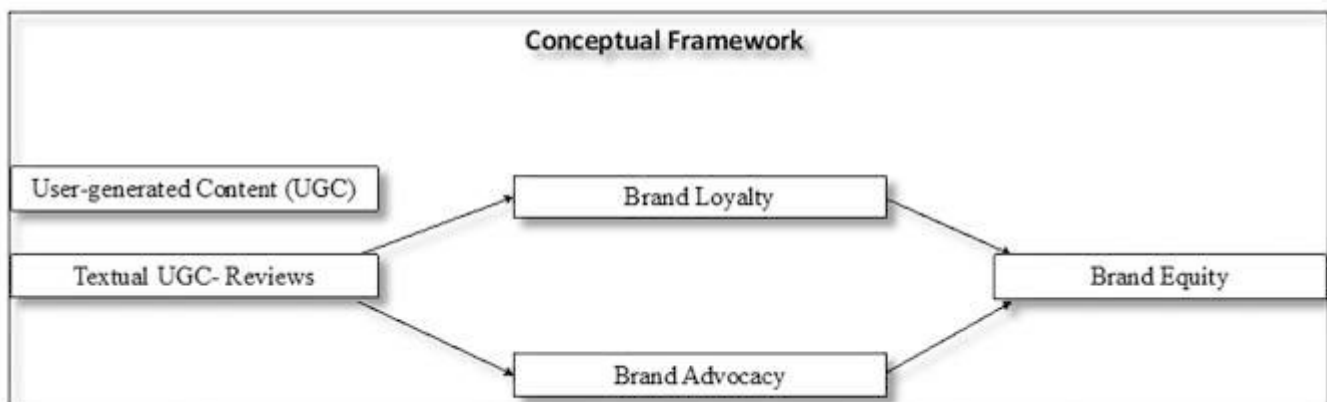 Conceptual Framework
User-generated Content (UGC)
Textual UGC- Reviews
Brand Loyalty
Brand Advocacy
Brand Equity